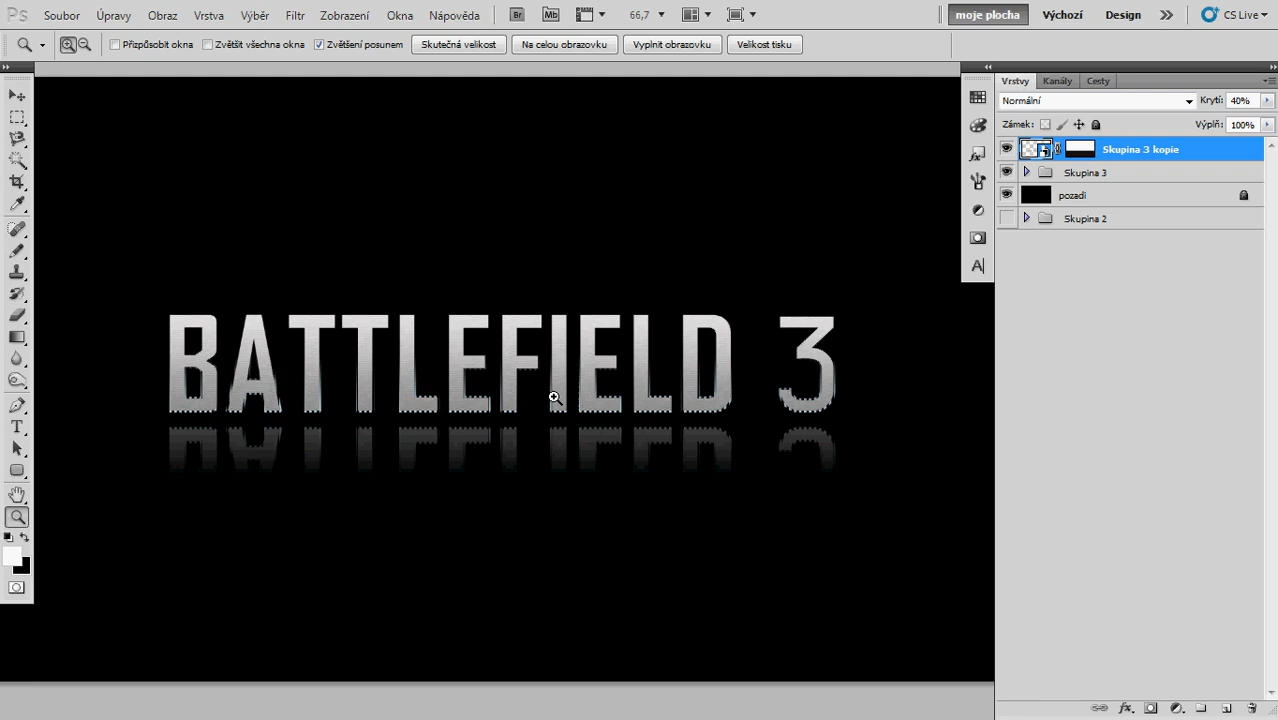 Ps Soubor Úpravy Obraz Vrstva Výběr Filtr Zobrazení Okna Nápověda Br Mb 66,7 moje plocha Výchozí Design CS Live
Přizpůsobit okna Zvětšit všechna okna Zvětšení posunem Skutečná velikost Na celou obrazovku Vyplnit obrazovku Velikost tisku
Vrstvy Kanály Cesty
Normální Krytí: 40%
Zámek: Výplň: 100%
Skupina 3 kopie
Skupina 3
pozadi
Skupina 2
BATTLEFIELD 3